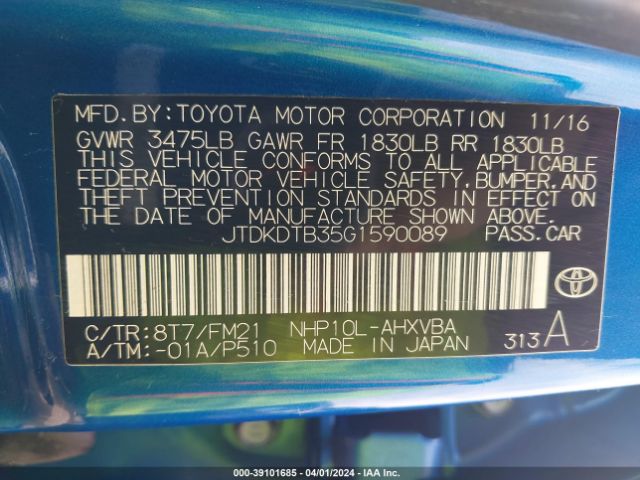 MFD. BY: TOYOTA MOTOR CORPORATION 11/16
GVWR 3475LB GAWR FR 1830LB RR 1830LB
THIS VEHICLE CONFORMS TO ALL APPLICABLE
FEDERAL MOTOR VEHICLE SAFETY, BUMPER, AND
THEFT PREVENTION STANDARDS IN EFFECT ON
THE DATE OF MANUFACTURE SHOWN ABOVE.
JTDKDTB35G1590089 PASS. CAR
C/TR: 8T7/FM21 NHP10L-AHXVBA
A/TM: -01A/P510 MADE IN JAPAN 313 A
000-39101685 / 04/01/2024 - IAA Inc.